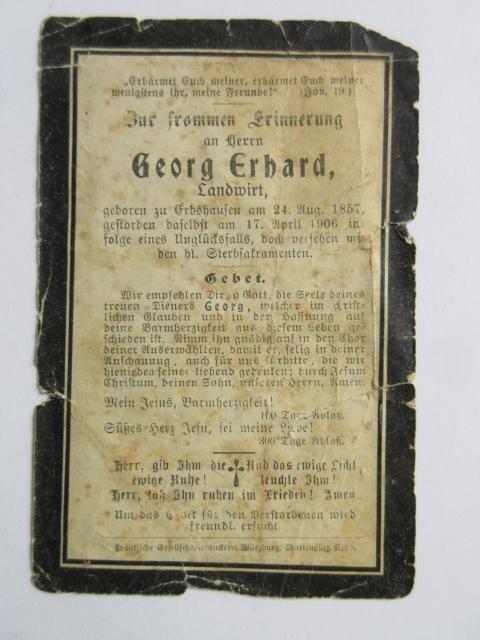 „Erbarmet Euch meiner, erbarmet Euch meiner
wenigstens ihr, meine Freunde!“ (Job. 19.)
Zur frommen Erinnerung
an Herrn
Georg Erhard,
Landwirt,
geboren zu Erbshausen am 24. Aug. 1857,
gestorben daselbst am 17. April 1906 in
folge eines Unglücksfalls, doch versehen mi
den hl. Sterbsakramenten.
Gebet.
Wir empfehlen Dir, o Gott, die Seele deines
treuen Dieners Georg, welcher im christ-
lichen Glauben und in der Hoffnung auf
deine Barmherzigkeit aus diesem Leben ge
schieden ist. Nimm ihn gnädig auf in den Chor
deiner Auserwählten, damit er, selig in deiner
Anschauung, auch für uns erbitte, die wir
hienieden seiner liebend gedenken; durch Jesum
Christum, deinen Sohn, unseren Herrn. Amen.
Mein Jesus, Barmherzigkeit!
100 Tage Ablaß.
Süßes Herz Jesu, sei meine Liebe!
300 Tage Ablaß.
Herr, gib Ihm die Und das ewige Licht
ewige Ruhe! leuchte Ihm!
Herr, laß Ihn ruhen im Frieden! Amen
Um das Gebet für den Verstorbenen wird
freundl. ersucht
Fränkische Gesellschaftsdruckerei Würzburg, Marienplatz